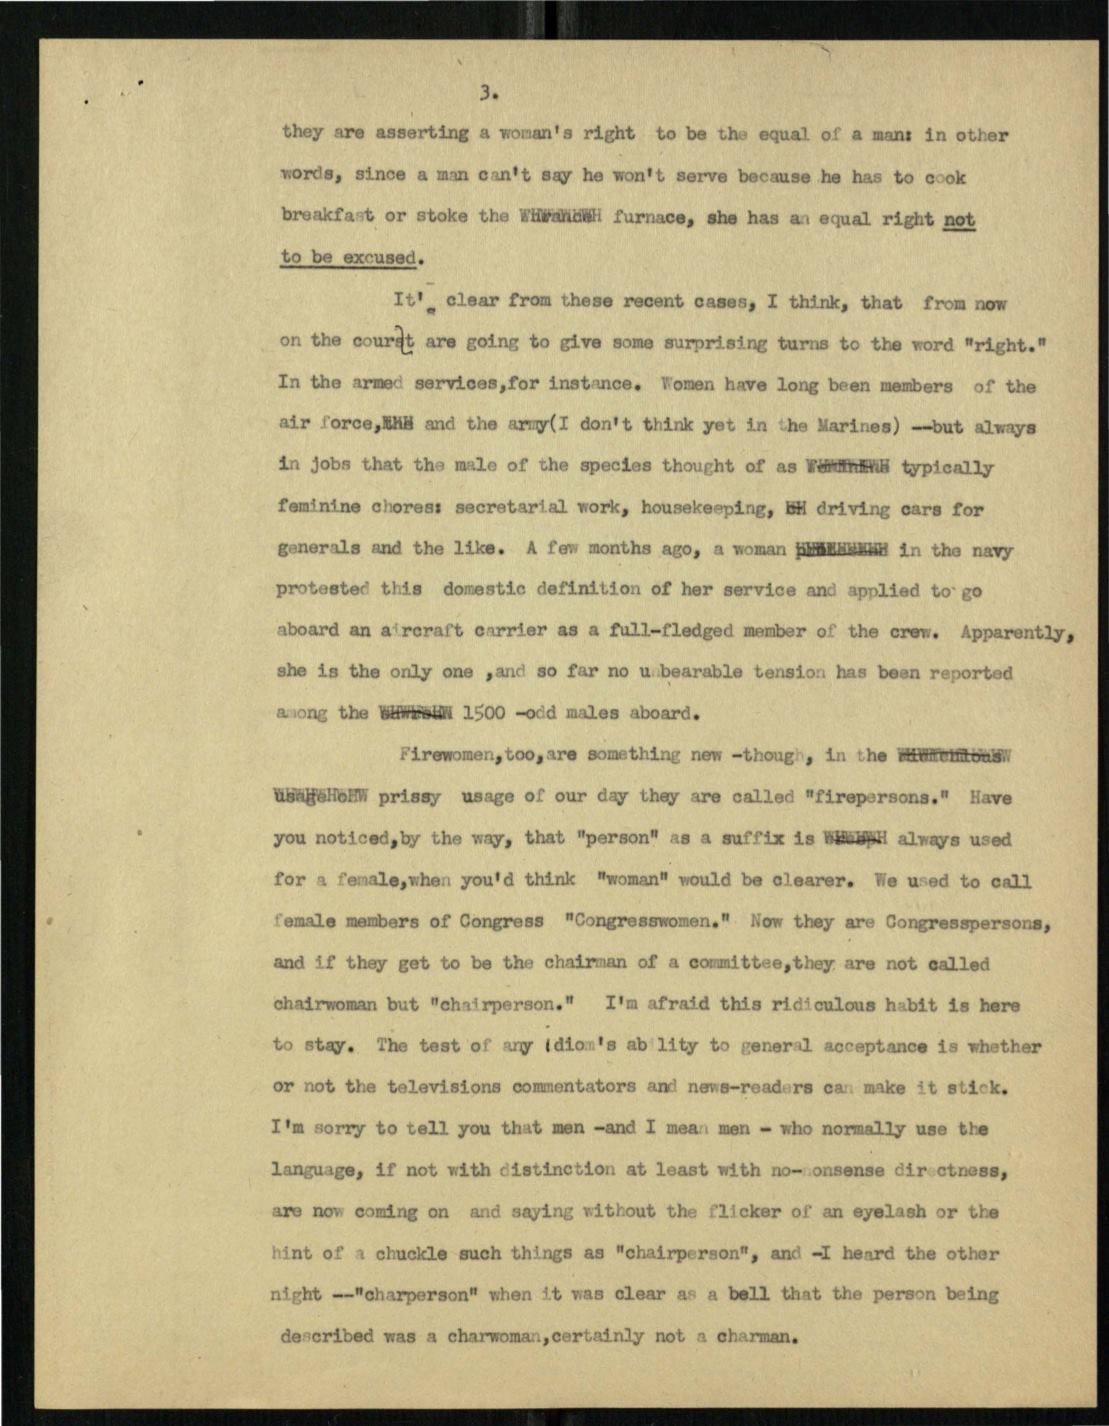 3.
they are asserting a woman's right to be the equal of a man: in other
words, since a man can't say he won't serve because he has to cook
breakfast or stoke the furnace, she has an equal right not
to be excused.
It' clear from these recent cases, I think, that from now
on the courst are going to give some surprising turns to the word "right."
In the armed services,for instance. Women have long been members of the
air force, and the army(I don't think yet in the Marines) --but always
in jobs that the male of the species thought of as typically
feminine chores: secretarial work, housekeeping, driving cars for
generals and the like. A few months ago, a woman in the navy
protested this domestic definition of her service and applied to go
aboard an aircraft carrier as a full-fledged member of the crew. Apparently,
she is the only one ,and so far no unbearable tension has been reported
among the 1500 -odd males aboard.
Firewomen,too,are something new -though, in the
usage prissy usage of our day they are called "firepersons." Have
you noticed,by the way, that "person" as a suffix is always used
for a female,when you'd think "woman" would be clearer. We used to call
female members of Congress "Congresswomen." Now they are Congresspersons,
and if they get to be the chairman of a committee,they are not called
chairwoman but "chairperson." I'm afraid this ridiculous habit is here
to stay. The test of any idiom's ability to general acceptance is whether
or not the televisions commentators and news-readers can make it stick.
I'm sorry to tell you that men -and I mean men - who normally use the
language, if not with distinction at least with no-nonsense directness,
are now coming on and saying without the flicker of an eyelash or the
hint of a chuckle such things as "chairperson", and -I heard the other
night --"charperson" when it was clear as a bell that the person being
described was a charwoman,certainly not a charman.